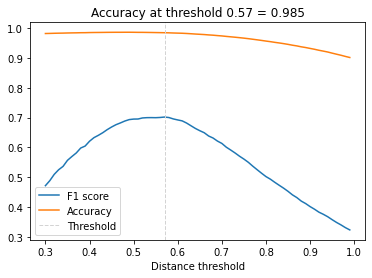 Accuracy at threshold 0.57 = 0.985
1.0
0.9
0.8
0.7
0.6
0.5
0.4
0.3
F1 score
Accuracy
Threshold
0.3 0.4 0.5 0.6 0.7 0.8 0.9 1.0
Distance threshold